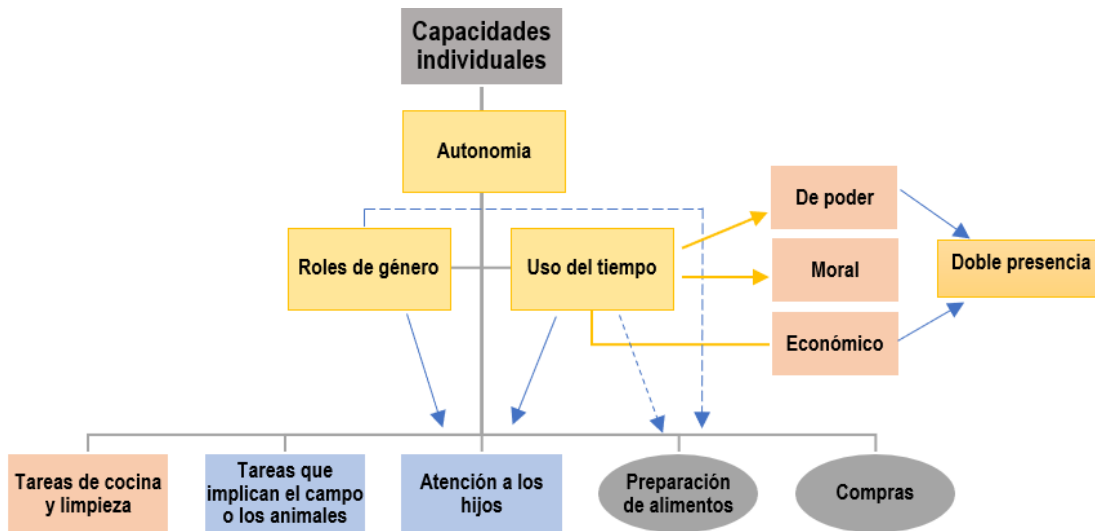 Capacidades
individuales
Autonomia
Roles de género
Uso del tiempo
De poder
Moral
Económico
Doble presencia
Tareas de cocina
y limpieza
Tareas que
implican el campo
o los animales
Atención a los
hijos
Preparación
de alimentos
Compras